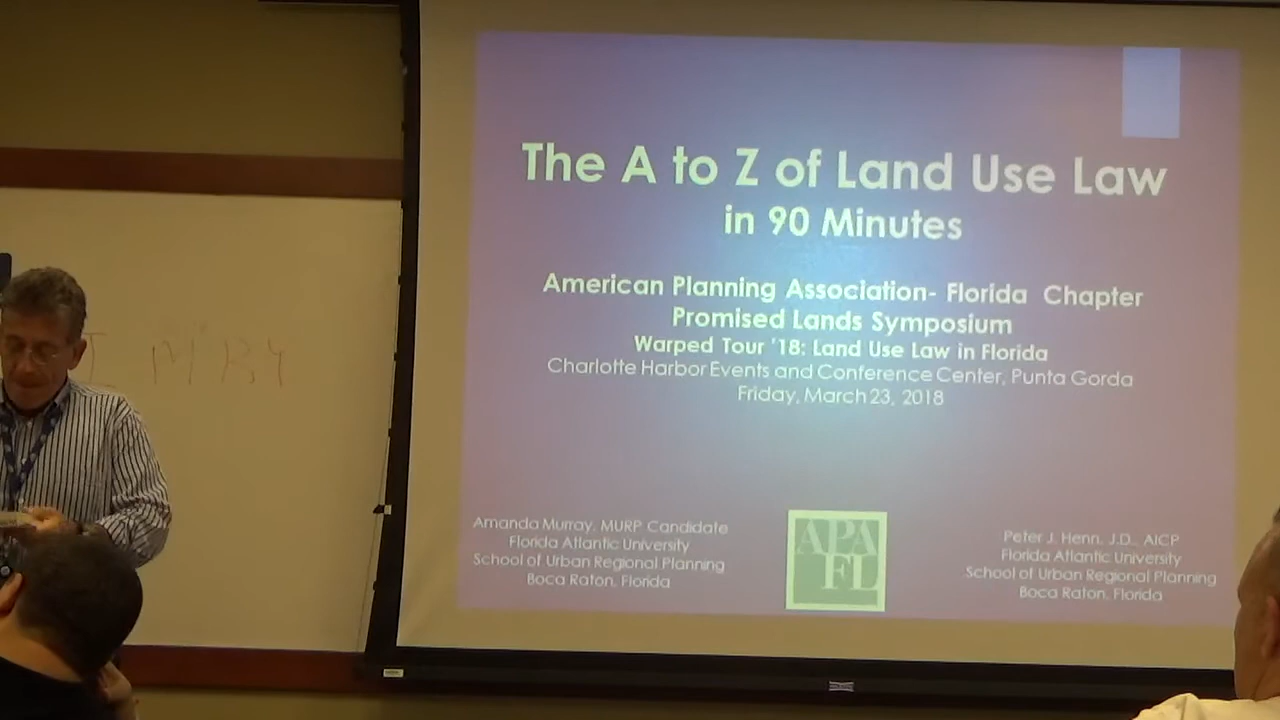 The A to Z of Land Use Law
in 90 Minutes
American Planning Association- Florida Chapter
Promised Lands Symposium
Warped Tour '18: Land Use Law in Florida
Charlotte Harbor Events and Conference Center, Punta Gorda
Friday, March 23, 2018
Amanda Murray, MURP Candidate
Florida Atlantic University
School of Urban Regional Planning
Boca Raton, Florida
APA
FL
Peter J. Henn, J.D., AICP
Florida Atlantic University
School of Urban Regional Planning
Boca Raton, Florida